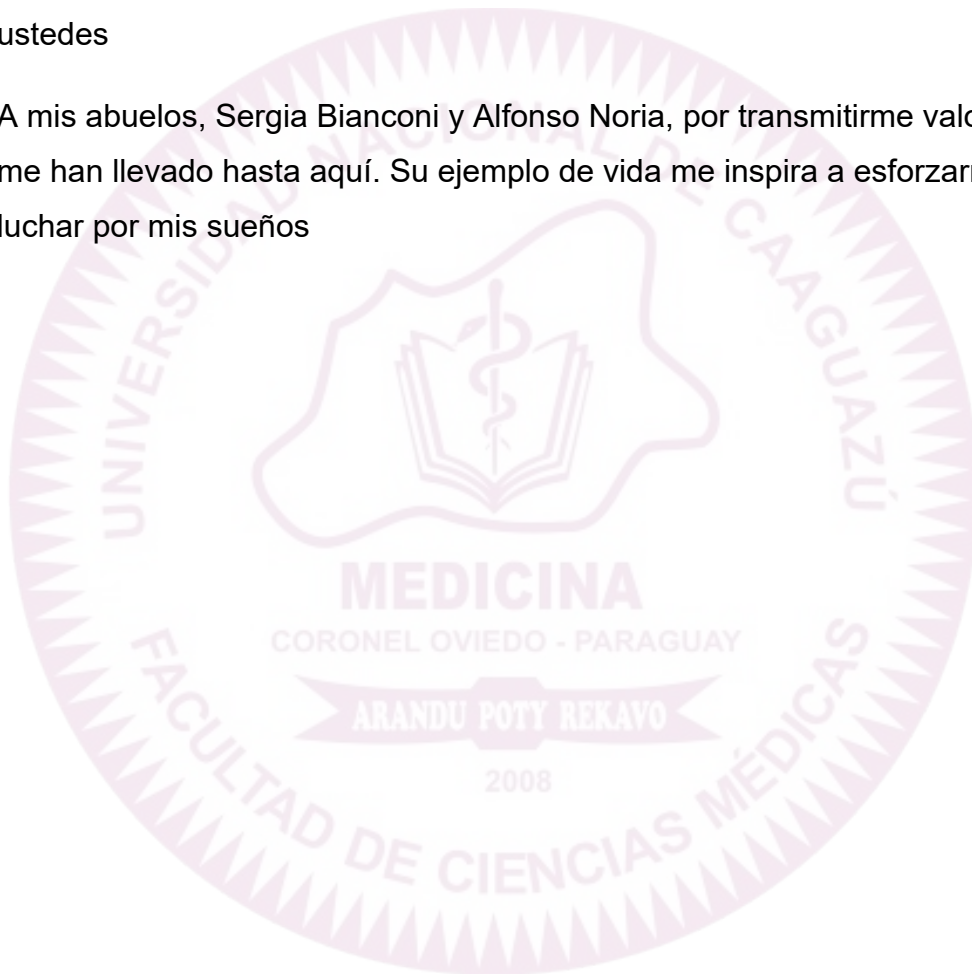 ustedes
A mis abuelos, Sergia Bianconi y Alfonso Noria, por transmitirme
me han llevado hasta aquí. Su ejemplo de vida me inspira a
luchar por mis sueños
UNIVERSIDAD NACIONAL DE CAAGUAZÚ
MEDICINA
CORONEL OVIEDO - PARAGUAY
ARANDU POTY REKAVO
2008
FACULTAD DE CIENCIAS MÉDICAS